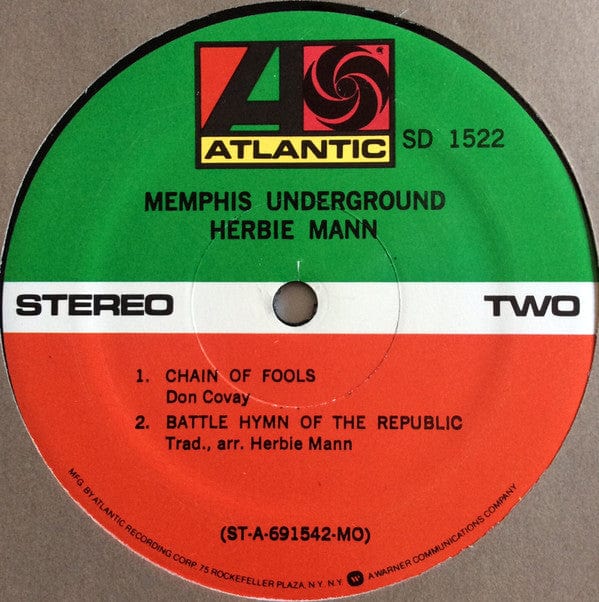 ATLANTIC
SD 1522
MEMPHIS UNDERGROUND
HERBIE MANN
STEREO
TWO
1. CHAIN OF FOOLS
Don Covay
2. BATTLE HYMN OF THE REPUBLIC
Trad., arr. Herbie Mann
(ST-A-691542-MO)
MFG. BY ATLANTIC RECORDING CORP. 75 ROCKEFELLER PLAZA, N.Y. N.Y. A WARNER COMMUNICATIONS COMPANY